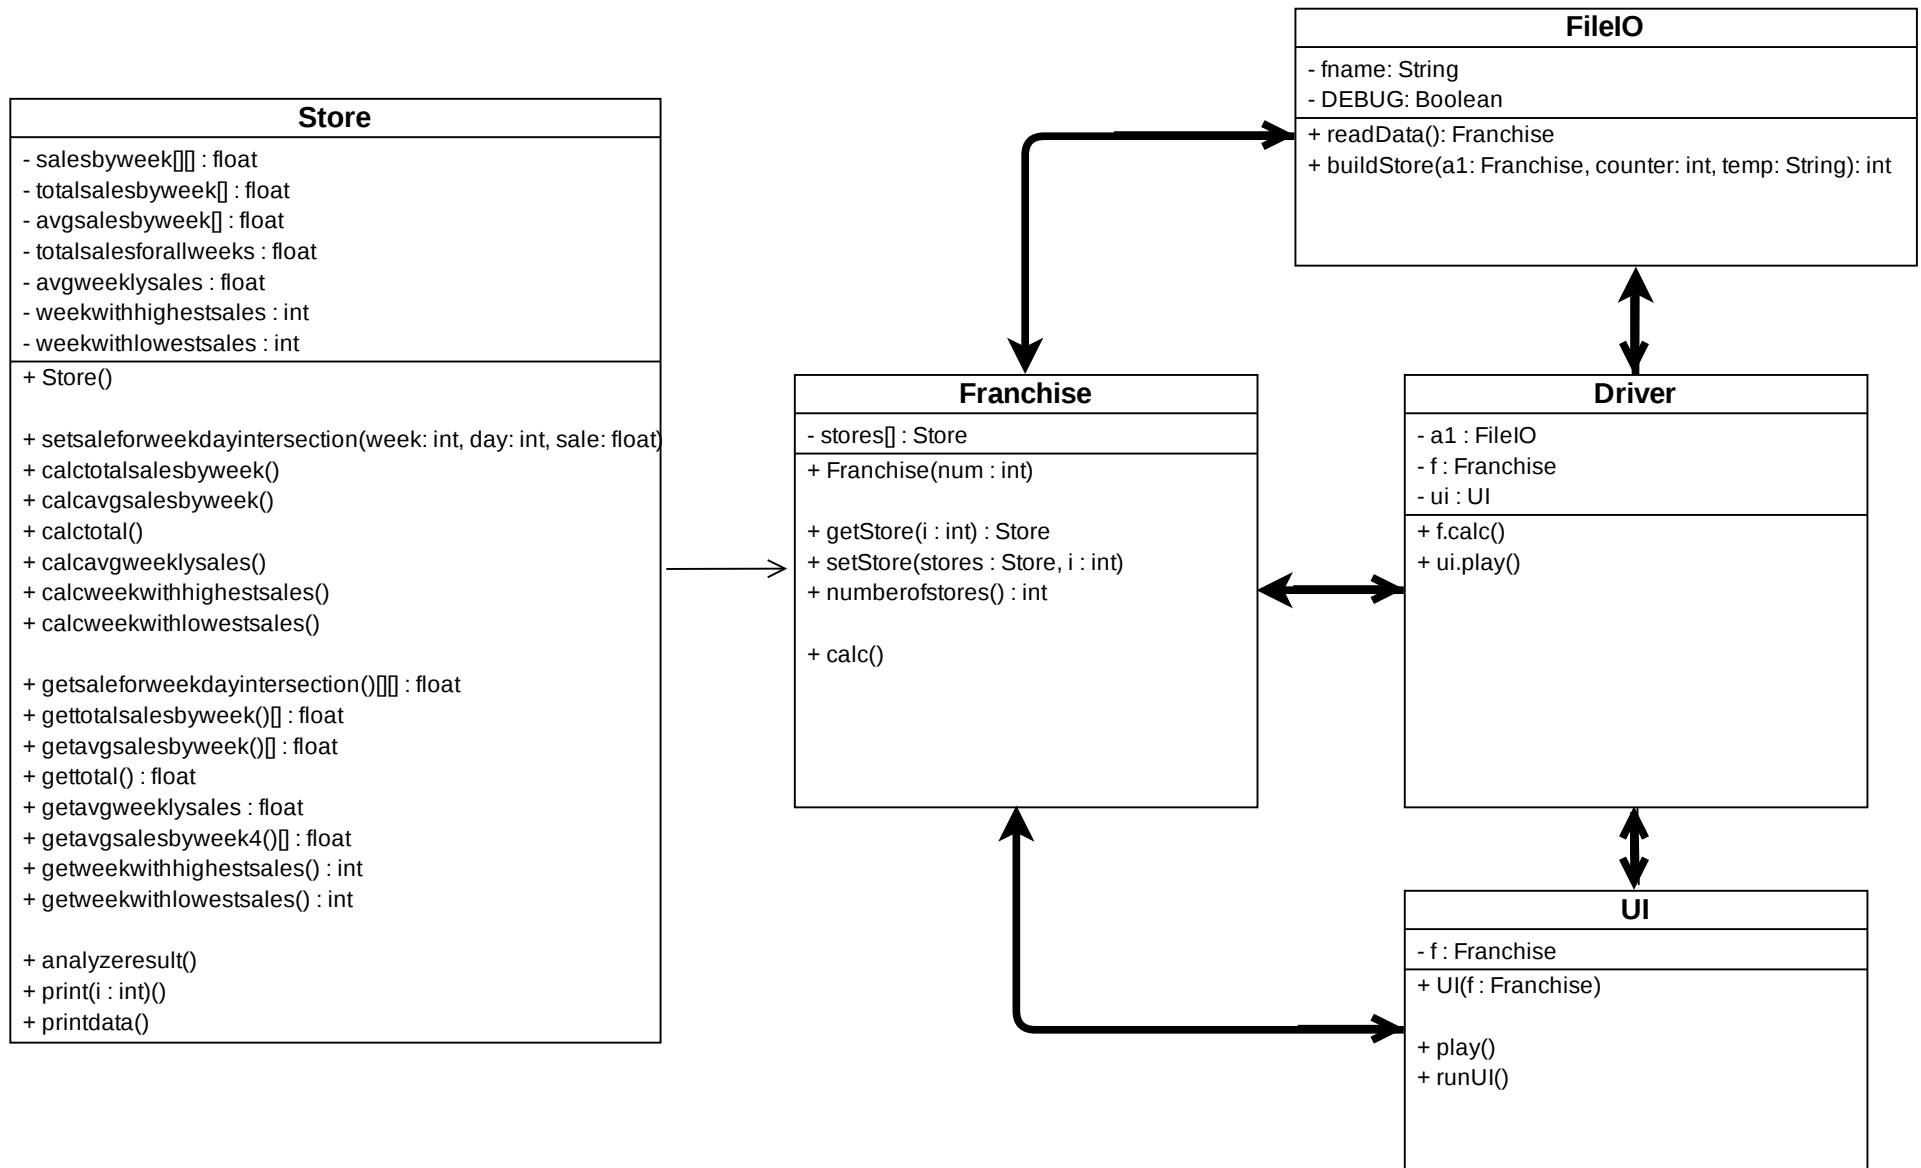 Store
- salesbyweek[][] : float
- totalsalesbyweek[] : float
- avgsalesbyweek[] : float
- totalsalesforallweeks : float
- avgweeklysales : float
- weekwithhighestsales : int
- weekwithlowestsales : int
+ Store()
+ setsaleforweekdayintersection(week: int, day: int, sale: float)
+ calctotalsalesbyweek()
+ calcavgsalesbyweek()
+ calctotal()
+ calcavgweeklysales()
+ calcweekwithhighestsales()
+ calcweekwithlowestsales()
+ getsaleforweekdayintersection()[][] : float
+ gettotalsalesbyweek()[] : float
+ getavgsalesbyweek()[] : float
+ gettotal() : float
+ getavgweeklysales : float
+ getavgsalesbyweek4()[] : float
+ getweekwithhighestsales() : int
+ getweekwithlowestsales() : int
+ analyzeresult()
+ print(i : int)()
+ printdata()
Franchise
- stores[] : Store
+ Franchise(num : int)
+ getStore(i : int) : Store
+ setStore(stores : Store, i : int)
+ numberofstores() : int
+ calc()
FileIO
- fname: String
- DEBUG: Boolean
+ readData(): Franchise
+ buildStore(a1: Franchise, counter: int, temp: String): int
Driver
- a1 : FileIO
- f : Franchise
- ui : UI
+ f.calc()
+ ui.play()
UI
- f : Franchise
+ UI(f : Franchise)
+ play()
+ runUI()